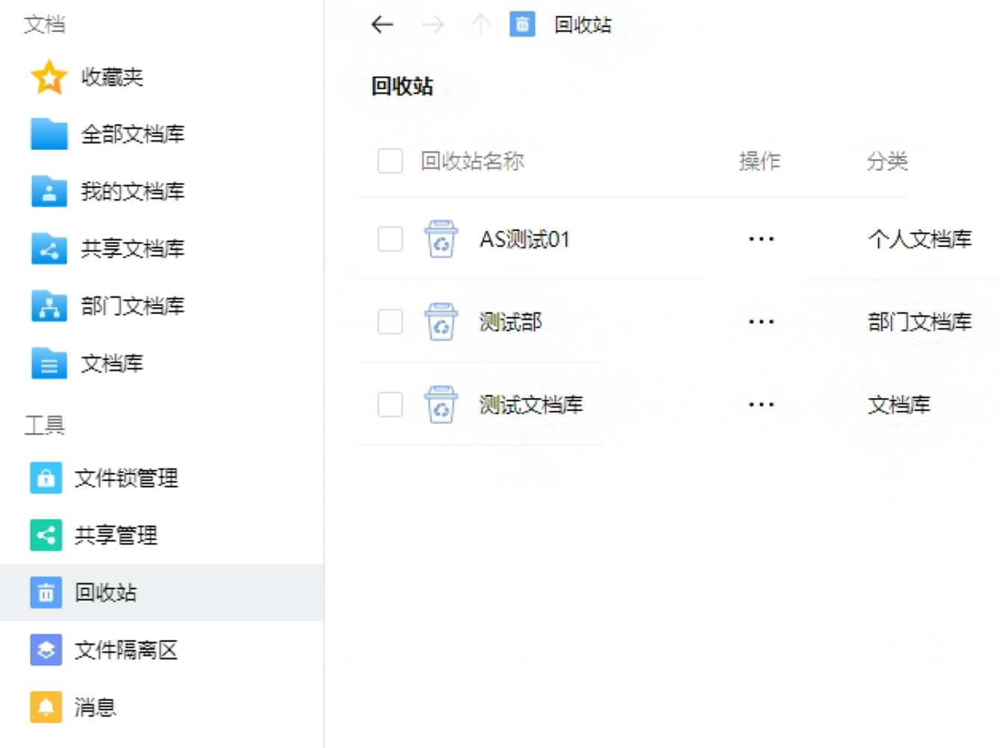 文档
收藏夹
全部文档库
我的文档库
共享文档库
部门文档库
文档库
工具
文件锁管理
共享管理
回收站
文件隔离区
消息
回收站
回收站
回收站名称 操作 分类
AS测试01 ··· 个人文档库
测试部 ··· 部门文档库
测试文档库 ··· 文档库